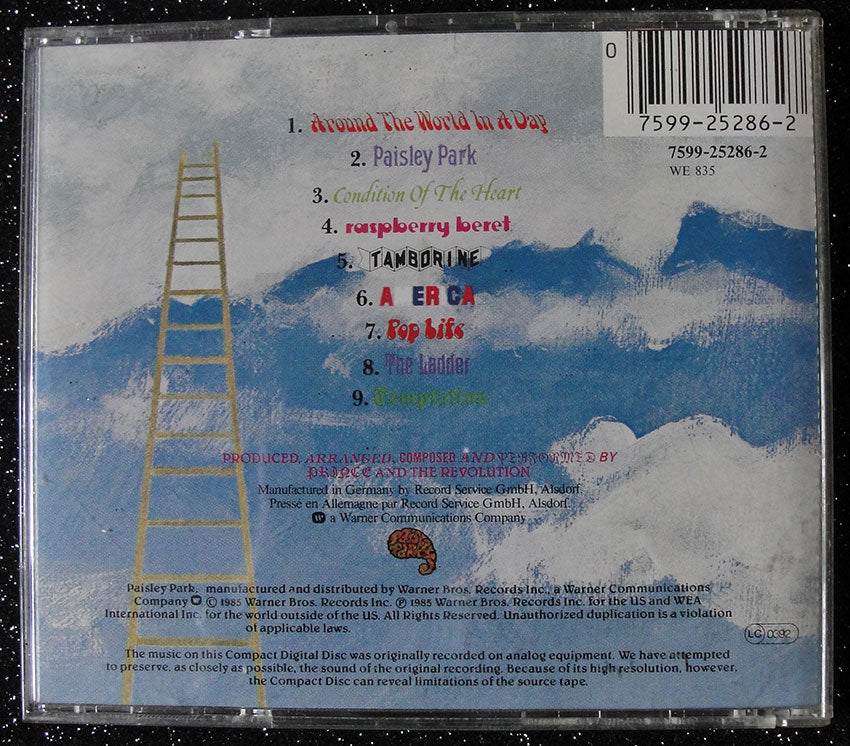 0
7599-25286-2
7599-25286-2
WE 835
1. Around The World In A Day
2. Paisley Park
3. Condition Of The Heart
4. raspberry beret
5. TAMBORINE
6. AMERICA
7. Pop Life
8. The Ladder
9. Temptation
PRODUCED, ARRANGED, COMPOSED AND PERFORMED BY
PRINCE AND THE REVOLUTION
Manufactured in Germany by Record Service GmbH, Alsdorf.
Pressé en Allemagne par Record Service GmbH, Alsdorf.
a Warner Communications Company
Paisley Park, manufactured and distributed by Warner Bros. Records Inc., a Warner Communications
Company © 1985 Warner Bros. Records Inc. ℗ 1985 Warner Bros. Records Inc. for the US and WEA
International Inc. for the world outside of the US. All Rights Reserved. Unauthorized duplication is a violation
of applicable laws.
LC 0392
The music on this Compact Digital Disc was originally recorded on analog equipment. We have attempted
to preserve, as closely as possible, the sound of the original recording. Because of its high resolution, however,
the Compact Disc can reveal limitations of the source tape.